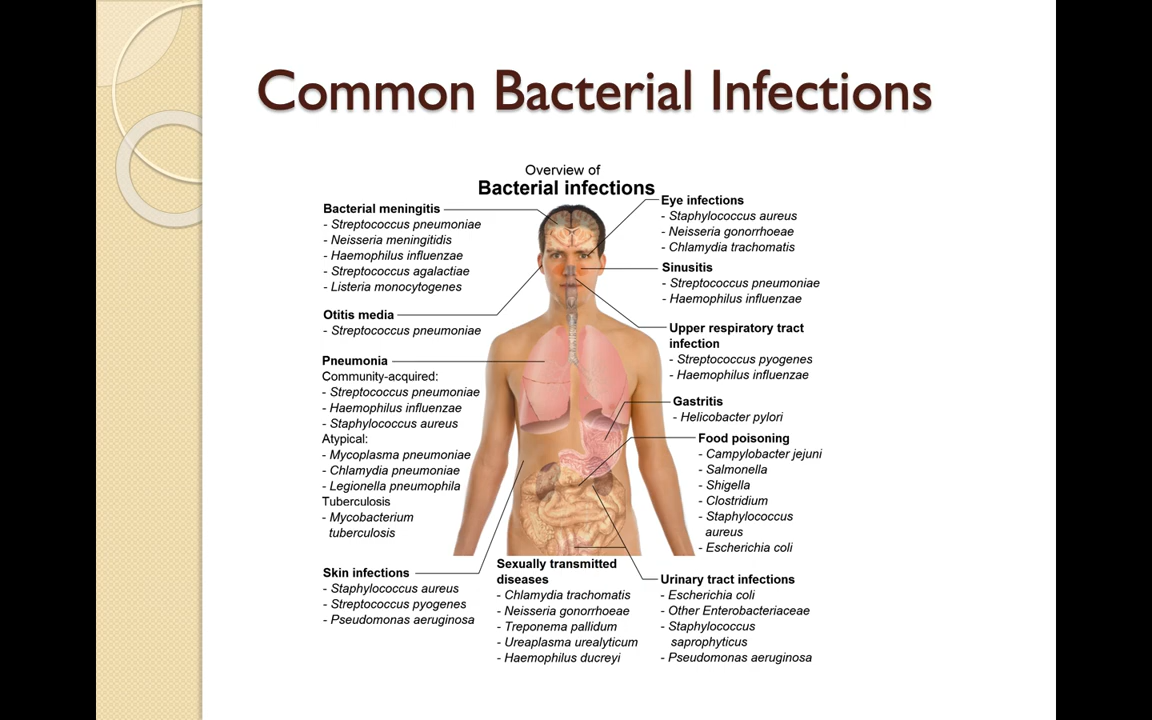 Common Bacterial Infections
Overview of
Bacterial infections
Bacterial meningitis
- Streptococcus pneumoniae
- Neisseria meningitidis
- Haemophilus influenzae
- Streptococcus agalactiae
- Listeria monocytogenes
Otitis media
- Streptococcus pneumoniae
Pneumonia
Community-acquired:
- Streptococcus pneumoniae
- Haemophilus influenzae
- Staphylococcus aureus
Atypical:
- Mycoplasma pneumoniae
- Chlamydia pneumoniae
- Legionella pneumophila
Tuberculosis
- Mycobacterium
tuberculosis
Skin infections
- Staphylococcus aureus
- Streptococcus pyogenes
- Pseudomonas aeruginosa
Eye infections
- Staphylococcus aureus
- Neisseria gonorrhoeae
- Chlamydia trachomatis
Sinusitis
- Streptococcus pneumoniae
- Haemophilus influenzae
Upper respiratory tract
infection
- Streptococcus pyogenes
- Haemophilus influenzae
Gastritis
- Helicobacter pylori
Food poisoning
- Campylobacter jejuni
- Salmonella
- Shigella
- Clostridium
- Staphylococcus
aureus
- Escherichia coli
Sexually transmitted
diseases
- Chlamydia trachomatis
- Neisseria gonorrhoeae
- Treponema pallidum
- Ureaplasma urealyticum
- Haemophilus ducreyi
Urinary tract infections
- Escherichia coli
- Other Enterobacteriaceae
- Staphylococcus
saprophyticus
- Pseudomonas aeruginosa